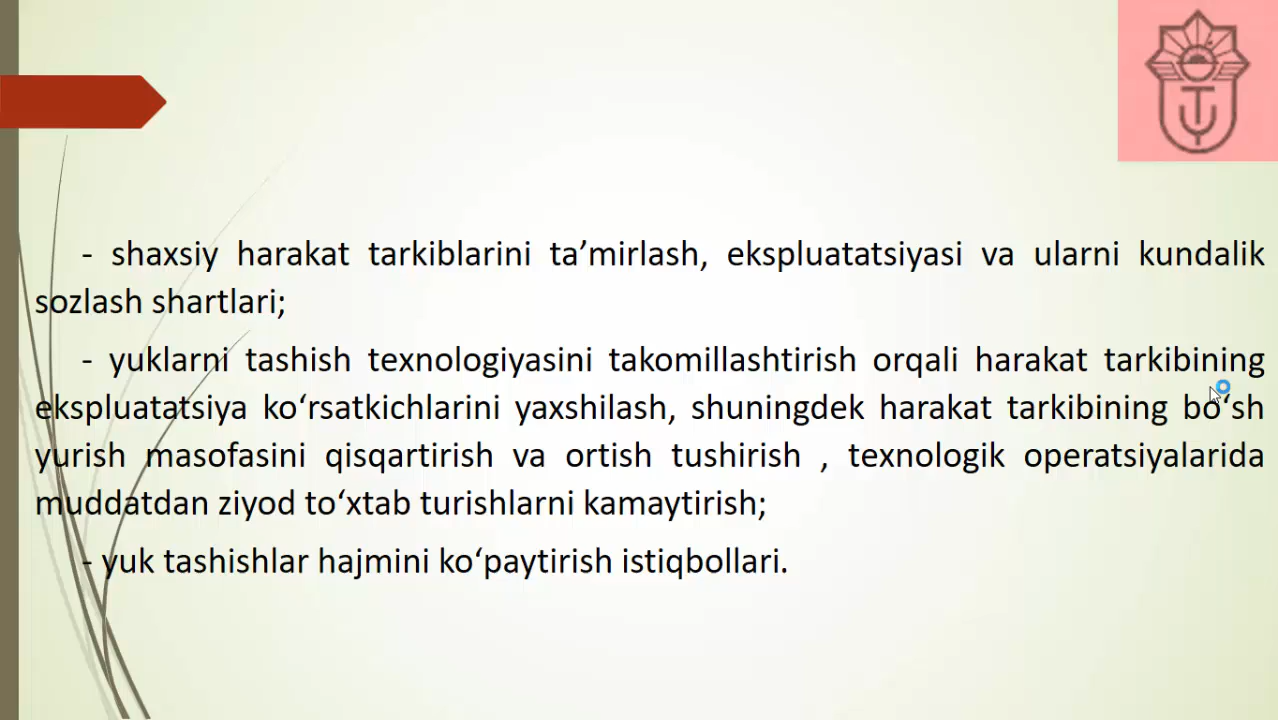 - shaxsiy harakat tarkiblarini ta’mirlash, ekspluatatsiyasi va ularni kundalik
sozlash shartlari;
- yuklarni tashish texnologiyasini takomillashtirish orqali harakat tarkibining
ekspluatatsiya ko‘rsatkichlarini yaxshilash, shuningdek harakat tarkibining bo‘sh
yurish masofasini qisqartirish va ortish tushirish , texnologik operatsiyalarida
muddatdan ziyod to‘xtab turishlarni kamaytirish;
- yuk tashishlar hajmini ko‘paytirish istiqbollari.